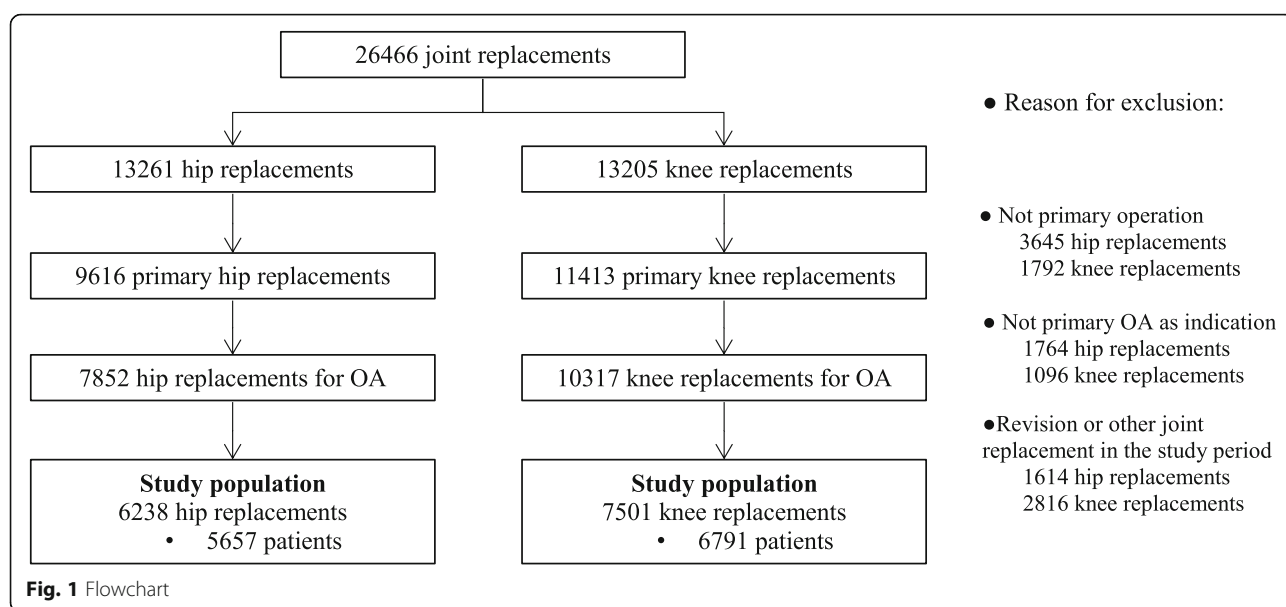 26466 joint replacements
● Reason for exclusion:
13261 hip replacements
13205 knee replacements
● Not primary operation
3645 hip replacements
1792 knee replacements
9616 primary hip replacements
11413 primary knee replacements
● Not primary OA as indication
1764 hip replacements
1096 knee replacements
7852 hip replacements for OA
10317 knee replacements for OA
●Revision or other joint
replacement in the study period
1614 hip replacements
2816 knee replacements
Study population
6238 hip replacements
• 5657 patients
Study population
7501 knee replacements
• 6791 patients
Fig. 1 Flowchart